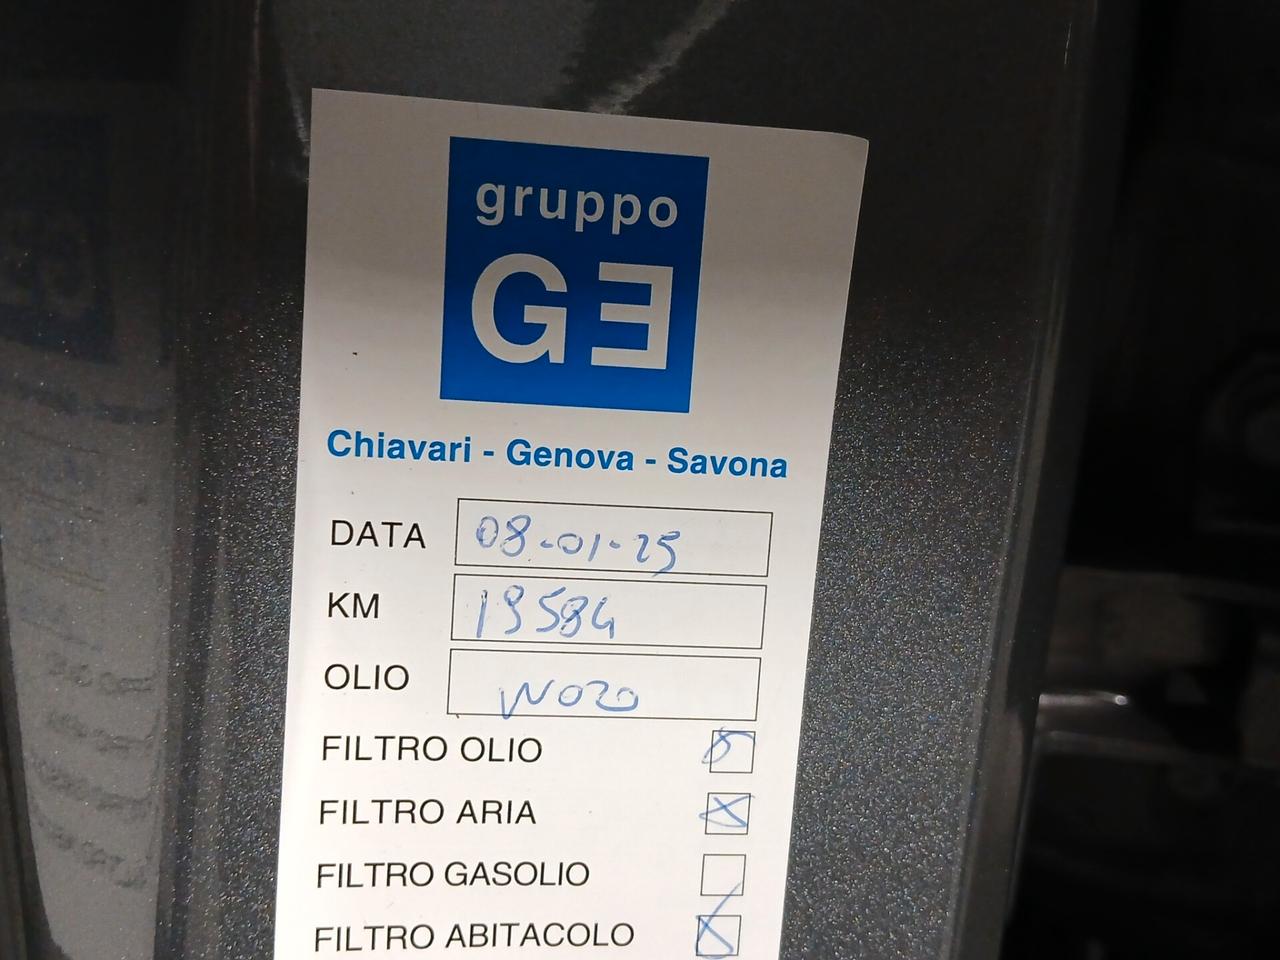 gruppo
GE
Chiavari - Genova - Savona
DATA 08-01-25
KM 19584
OLIO W020
FILTRO OLIO
FILTRO ARIA
FILTRO GASOLIO
FILTRO ABITACOLO